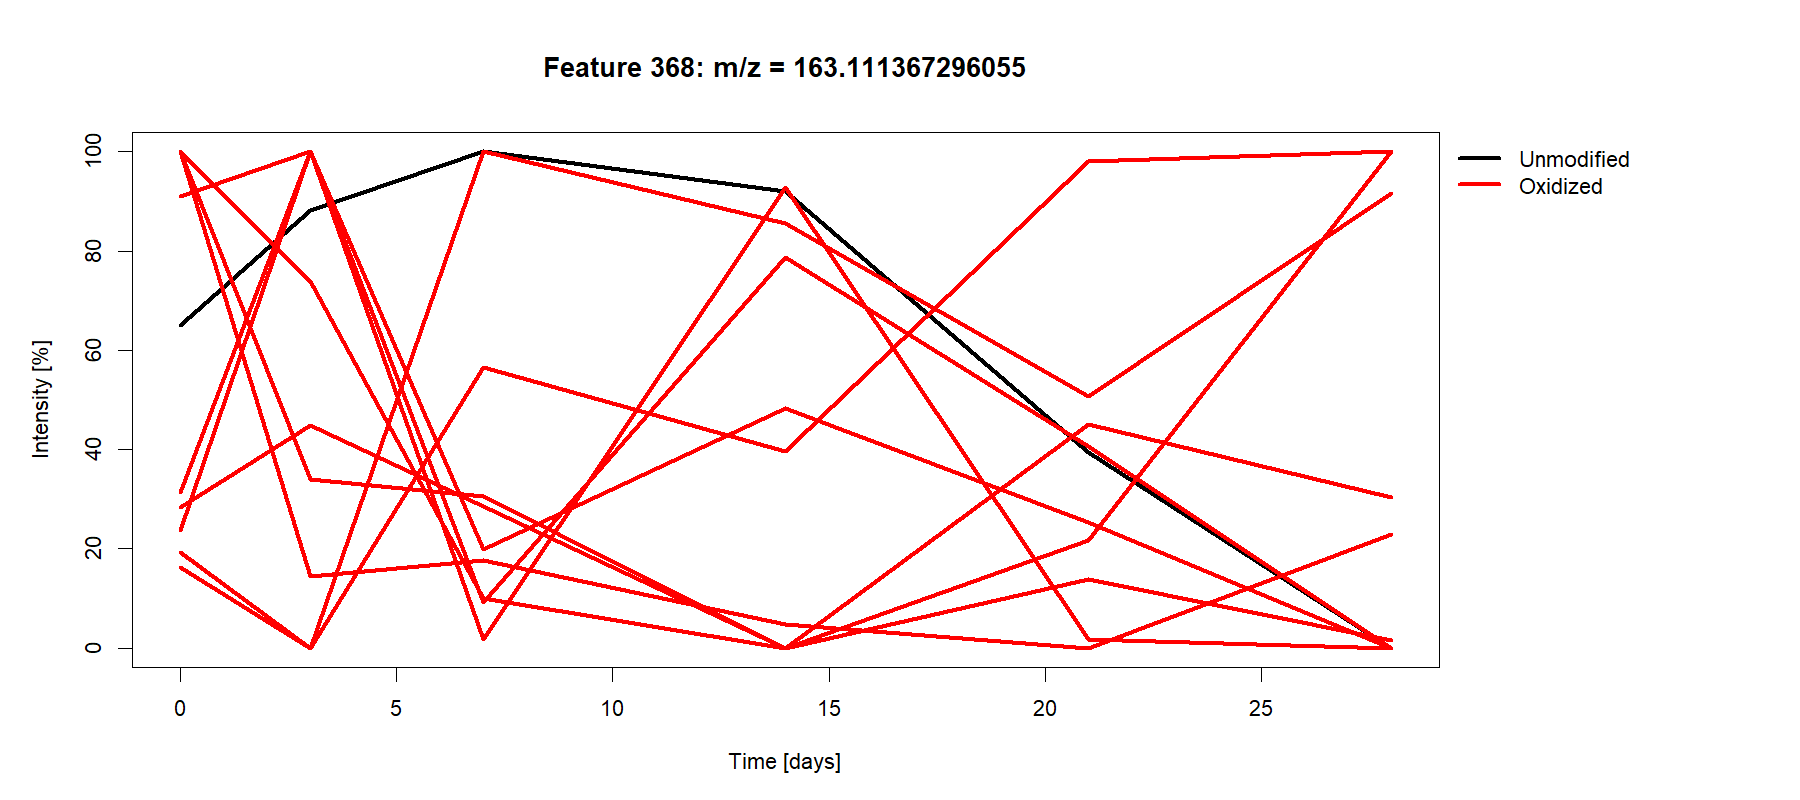 Feature 368: m/z = 163.111367296055
Unmodified
Oxidized
100
80
60
40
20
0
Intensity [%]
0 5 10 15 20 25
Time [days]